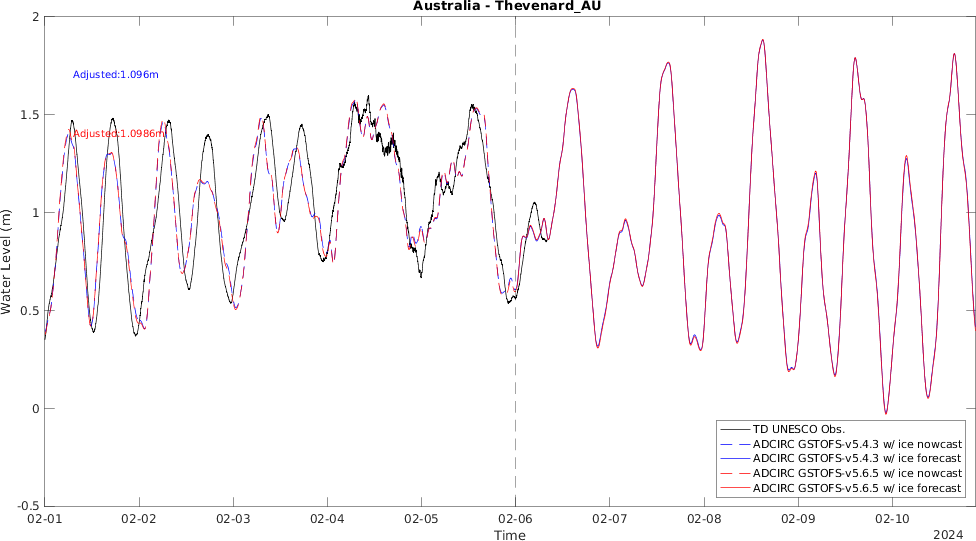 Australia - Thevenard_AU
2
Adjusted:1.096m
1.5
Adjusted:1.0986m
1
Water Level (m)
0.5
0
TD UNESCO Obs.
ADCIRC GSTOFS-v5.4.3 w/ ice nowcast
ADCIRC GSTOFS-v5.4.3 w/ ice forecast
ADCIRC GSTOFS-v5.6.5 w/ ice nowcast
ADCIRC GSTOFS-v5.6.5 w/ ice forecast
-0.5
02-01 02-02 02-03 02-04 02-05 02-06 02-07 02-08 02-09 02-10
Time
2024